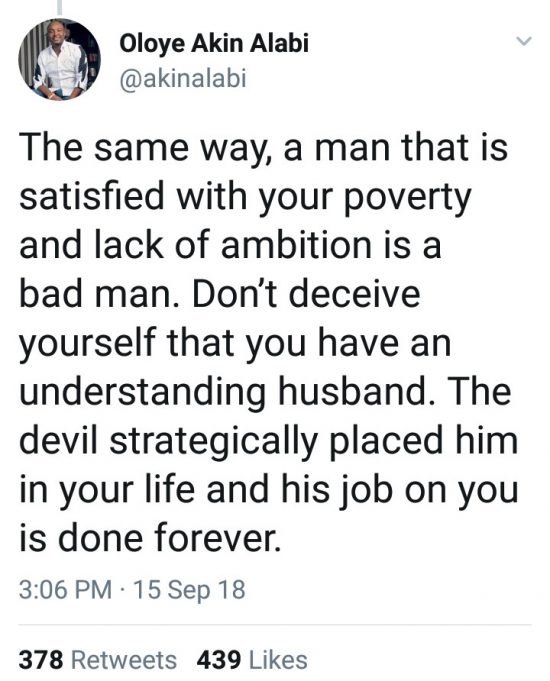 Oloye Akin Alabi
@akinalabi
The same way, a man that is
satisfied with your poverty
and lack of ambition is a
bad man. Don't deceive
yourself that you have an
understanding husband. The
devil strategically placed him
in your life and his job on you
is done forever.
3:06 PM · 15 Sep 18
378 Retweets 439 Likes